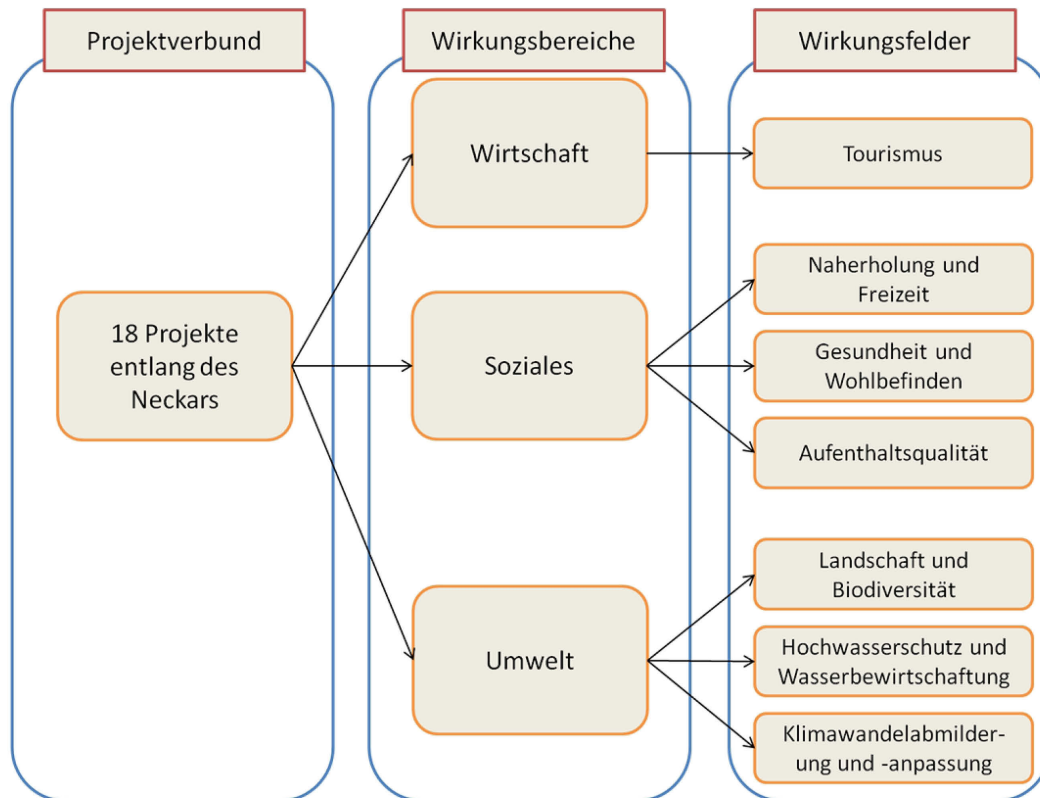 Projektverbund
Wirkungsbereiche
Wirkungsfelder
18 Projekte
entlang des
Neckars
Wirtschaft
Soziales
Umwelt
Tourismus
Naherholung und
Freizeit
Gesundheit und
Wohlbefinden
Aufenthaltsqualität
Landschaft und
Biodiversität
Hochwasserschutz und
Wasserbewirtschaftung
Klimawandelabmilder-
ung und -anpassung